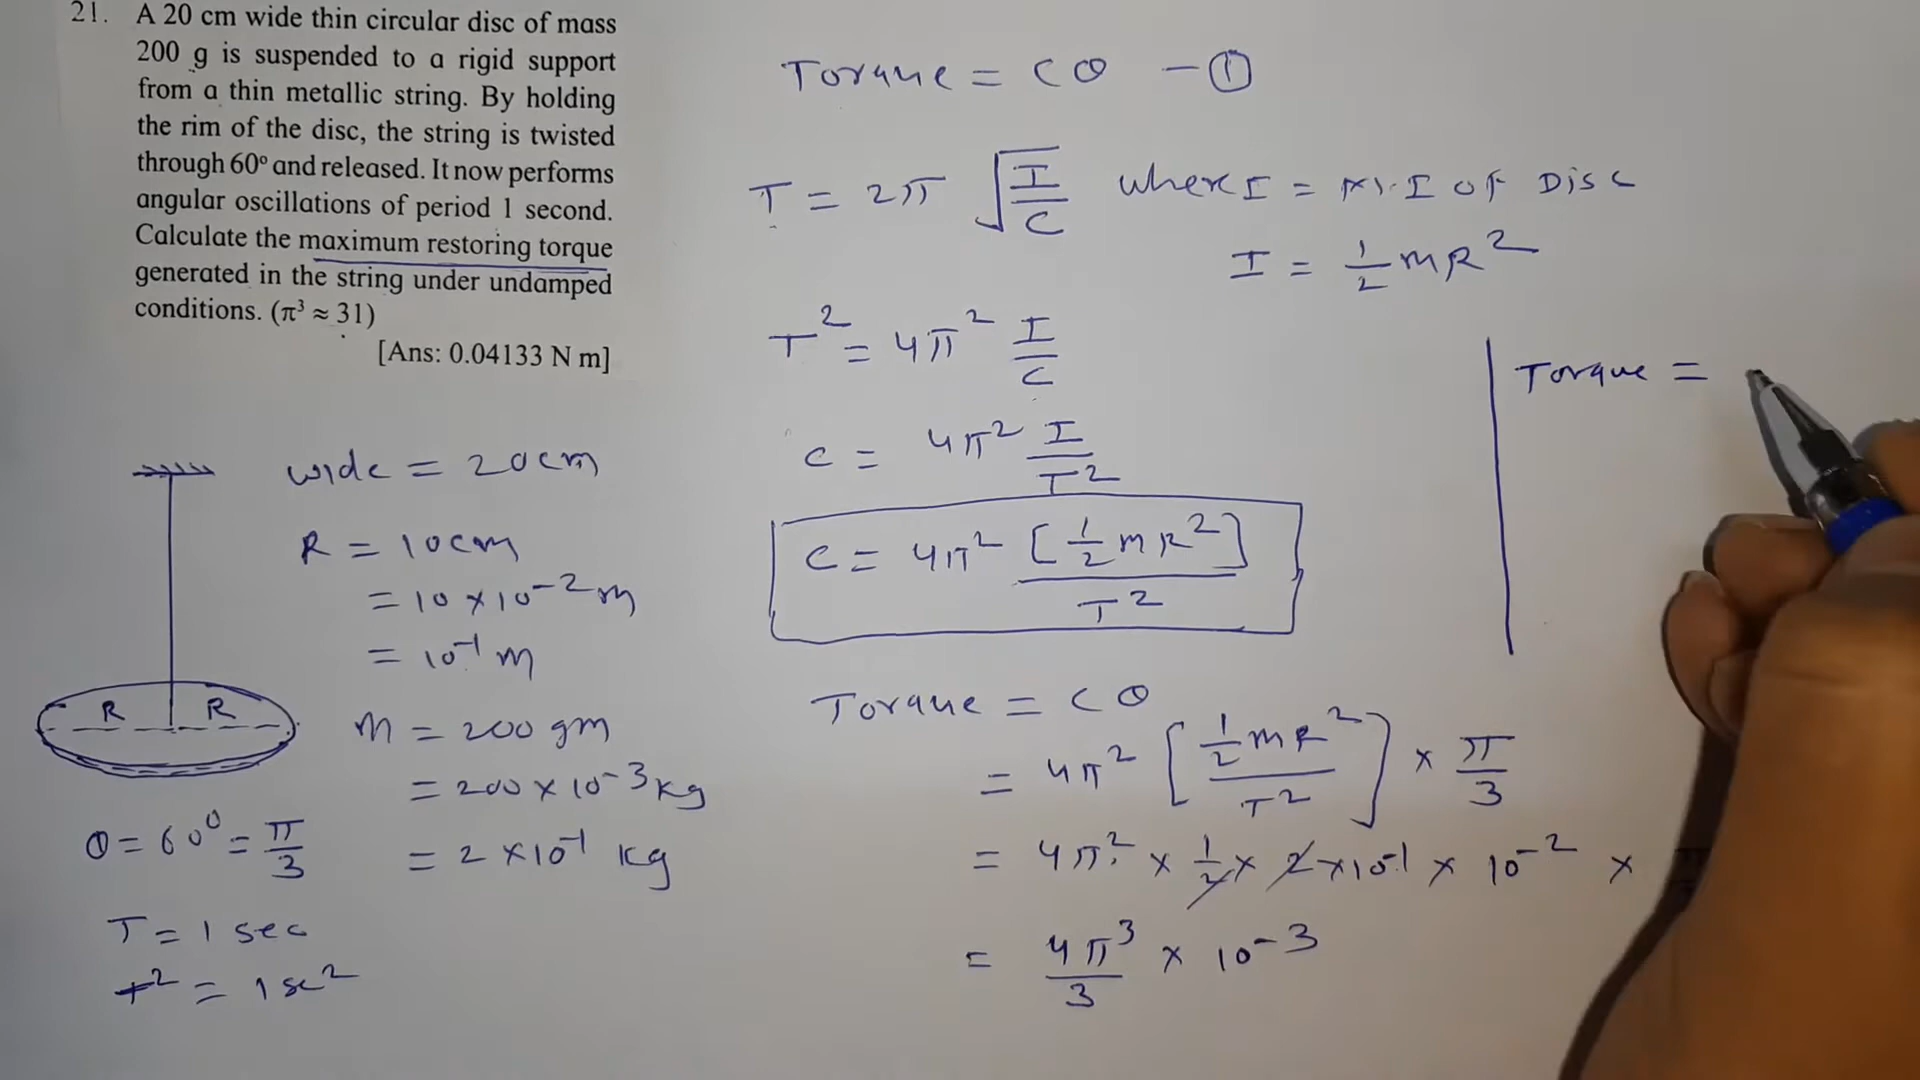 21. A 20 cm wide thin circular disc of mass
200 g is suspended to a rigid support
from a thin metallic string. By holding
the rim of the disc, the string is twisted
through 60° and released. It now performs
angular oscillations of period 1 second.
Calculate the maximum restoring torque
generated in the string under undamped
conditions. (π³ ≈ 31)
[Ans: 0.04133 N m]
wide = 20cm
R = 10cm
= 10 × 10⁻² m
= 10⁻¹ m
R R
m = 200 gm
= 200 × 10⁻³ kg
= 2 × 10⁻¹ kg
θ = 60° = π/3
T = 1 sec
T² = 1 sec²
Torque = Cθ — ①
T = 2π √(I/C) where I = M.I of Disc
I = 1/2 mR²
T² = 4π² I/C
C = 4π² I/T²
C = 4π² [1/2 mR²]/T²
Torque = Cθ
= 4π² [1/2 mR²/T²] × π/3
= 4π² × 1/2 × 2 × 10⁻¹ × 10⁻² ×
= 4π³/3 × 10⁻³
Torque =